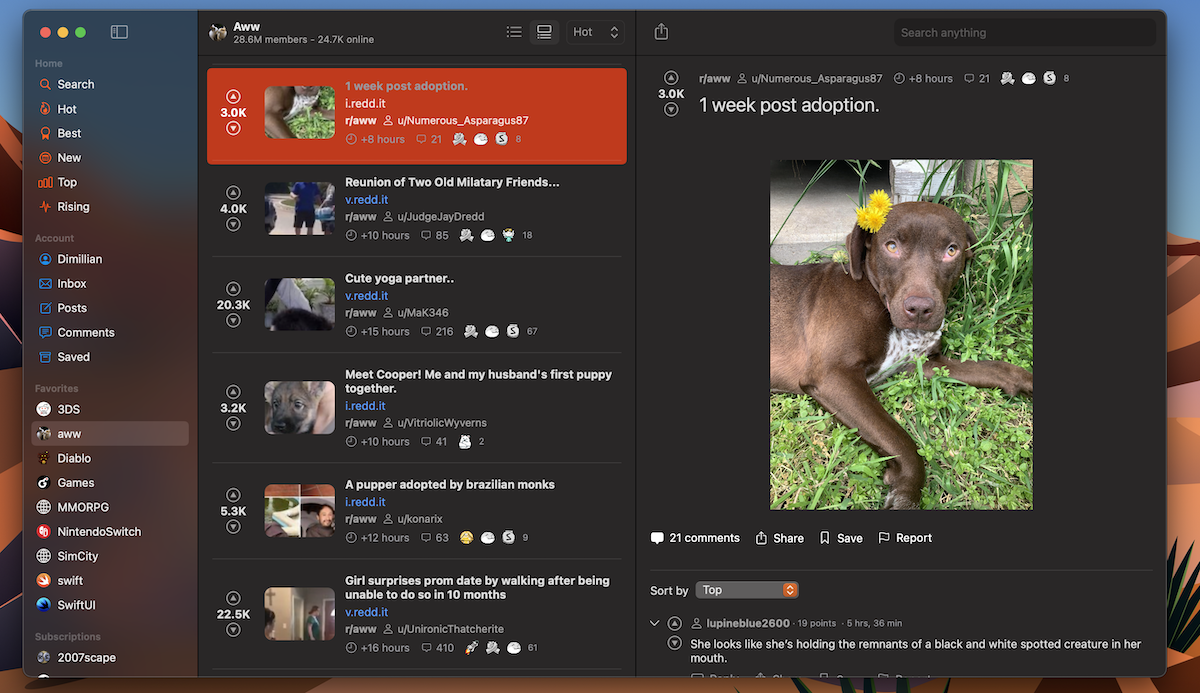 Home
Search
Hot
Best
New
Top
Rising
Account
Dimillian
Inbox
Posts
Comments
Saved
Favorites
3DS
aww
Diablo
Games
MMORPG
NintendoSwitch
SimCity
swift
SwiftUI
Subscriptions
2007scape
Aww
28.6M members - 24.7K online
Hot
3.0K
1 week post adoption.
i.redd.it
r/aww u/Numerous_Asparagus87
+8 hours 21 8
4.0K
Reunion of Two Old Milatary Friends...
v.redd.it
r/aww u/JudgeJayDredd
+10 hours 85 18
20.3K
Cute yoga partner..
v.redd.it
r/aww u/MaK346
+15 hours 216 67
3.2K
Meet Cooper! Me and my husband's first puppy
together.
i.redd.it
r/aww u/VitriolicWyverns
+10 hours 41 2
5.3K
A pupper adopted by brazilian monks
i.redd.it
r/aww u/konarix
+12 hours 63 9
22.5K
Girl surprises prom date by walking after being
unable to do so in 10 months
v.redd.it
r/aww u/UnironicThatcherite
+16 hours 410 61
Search anything
r/aww u/Numerous_Asparagus87 +8 hours 21 8
3.0K
1 week post adoption.
21 comments Share Save Report
Sort by Top
lupineblue2600 · 19 points · 5 hrs, 36 min
She looks like she's holding the remnants of a black and white spotted creature in her
mouth.